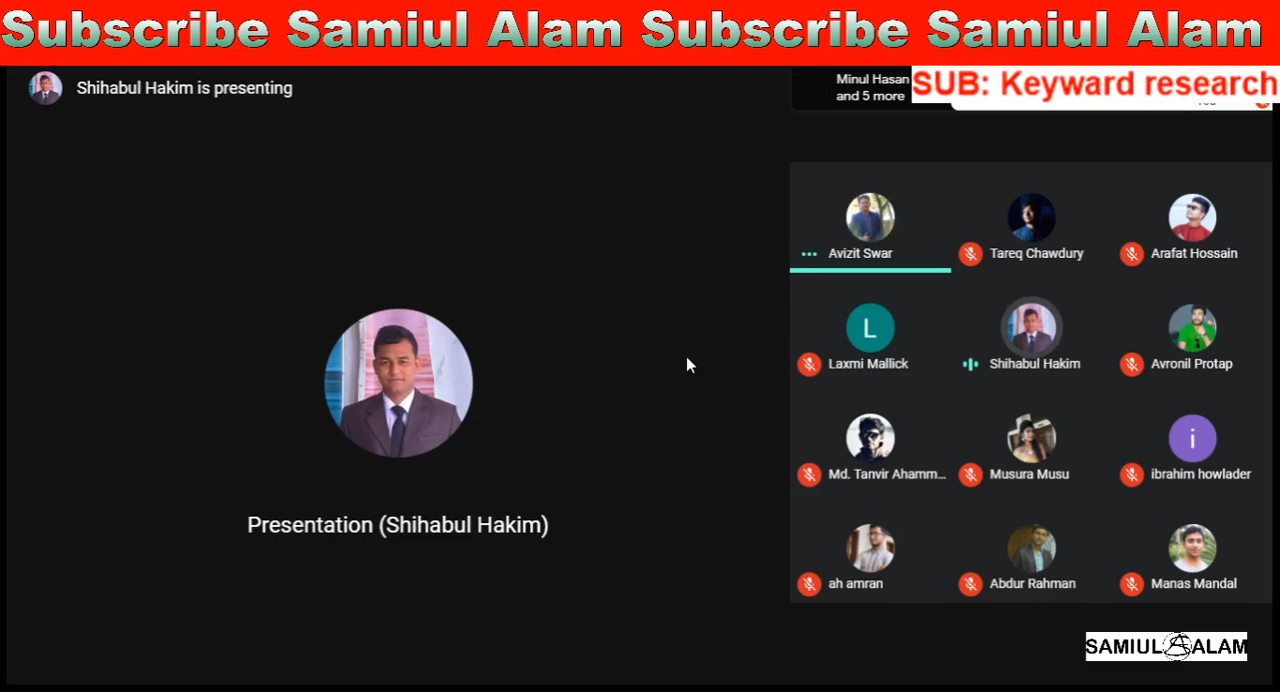 Subscribe Samiul Alam Subscribe Samiul Alam
Shihabul Hakim is presenting
Minul Hasan
and 5 more
SUB: Keyward research
Avizit Swar
Tareq Chawdury
Arafat Hossain
L
Laxmi Mallick
Shihabul Hakim
Avronil Protap
Md. Tanvir Ahamm...
Musura Musu
i
ibrahim howlader
ah amran
Abdur Rahman
Manas Mandal
Presentation (Shihabul Hakim)
SAMIUL ALAM